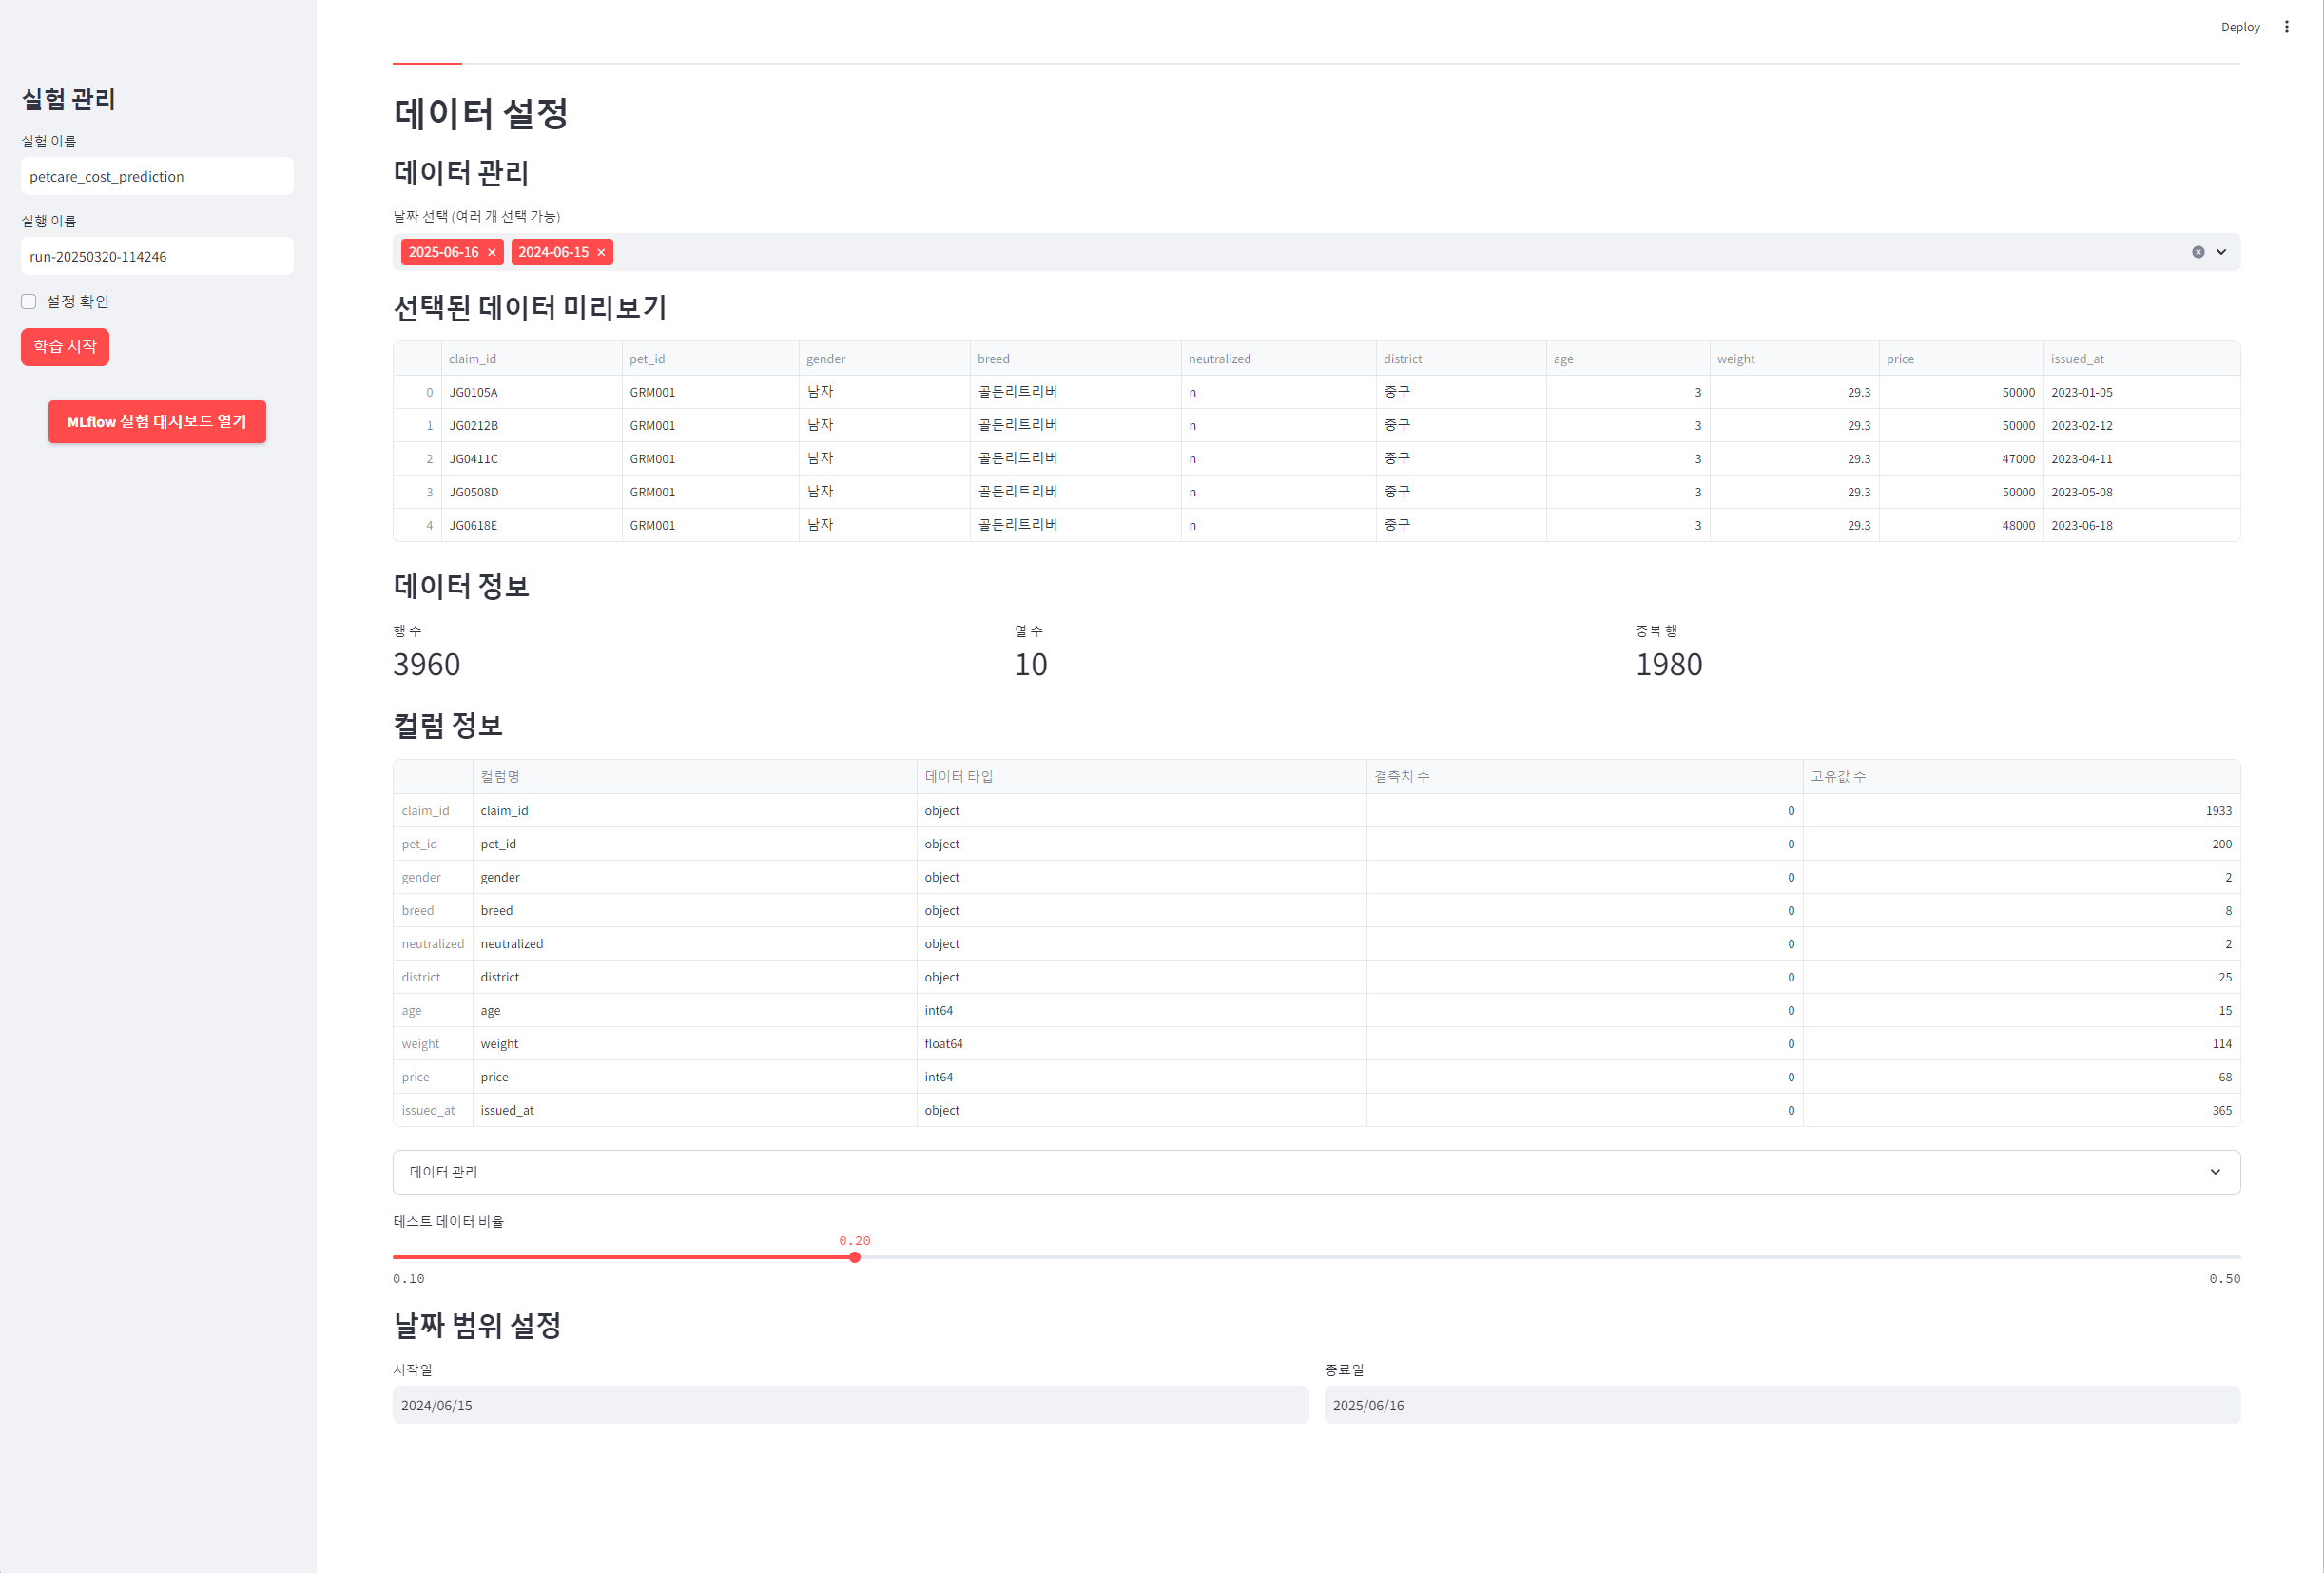 Deploy
실험 관리
실험 이름
petcare_cost_prediction
실행 이름
run-20250320-114246
설정 확인
학습 시작
MLflow 실험 대시보드 열기
데이터 설정
데이터 관리
날짜 선택 (여러 개 선택 가능)
2025-06-16 2024-06-15
선택된 데이터 미리보기
claim_id pet_id gender breed neutralized district age weight price issued_at
0 JG0105A GRM001 남자 골든리트리버 n 중구 3 29.3 50000 2023-01-05
1 JG0212B GRM001 남자 골든리트리버 n 중구 3 29.3 50000 2023-02-12
2 JG0411C GRM001 남자 골든리트리버 n 중구 3 29.3 47000 2023-04-11
3 JG0508D GRM001 남자 골든리트리버 n 중구 3 29.3 50000 2023-05-08
4 JG0618E GRM001 남자 골든리트리버 n 중구 3 29.3 48000 2023-06-18
데이터 정보
행 수 열 수 중복 행
3960 10 1980
컬럼 정보
컬럼명 데이터 타입 결측치 수 고유값 수
claim_id claim_id object 0 1933
pet_id pet_id object 0 200
gender gender object 0 2
breed breed object 0 8
neutralized neutralized object 0 2
district district object 0 25
age age int64 0 15
weight weight float64 0 114
price price int64 0 68
issued_at issued_at object 0 365
데이터 관리
테스트 데이터 비율
0.20
0.10 0.50
날짜 범위 설정
시작일 종료일
2024/06/15 2025/06/16